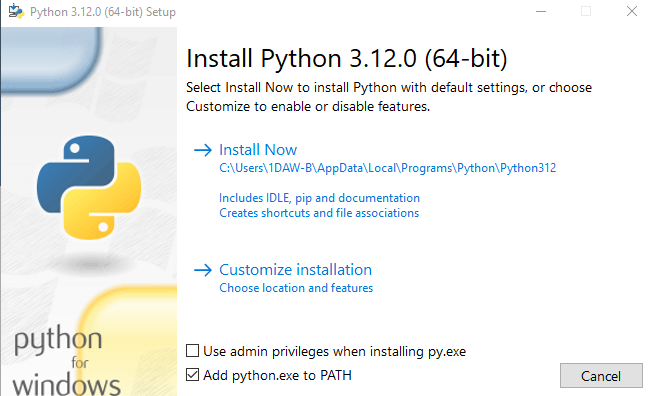 Python 3.12.0 (64-bit) Setup
Install Python 3.12.0 (64-bit)
Select Install Now to install Python with default settings, or choose
Customize to enable or disable features.
Install Now
C:\Users\1DAW-B\AppData\Local\Programs\Python\Python312
Includes IDLE, pip and documentation
Creates shortcuts and file associations
Customize installation
Choose location and features
python
for
windows
Use admin privileges when installing py.exe
Add python.exe to PATH
Cancel